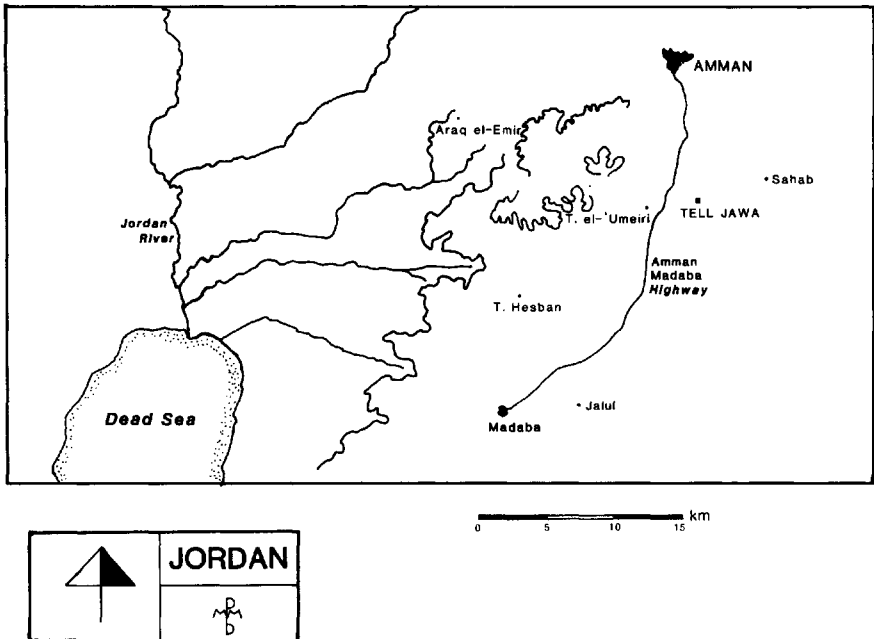 AMMAN
Araq el-Emir
Sahab
TELL JAWA
T. el-'Umeiri
Jordan
River
Amman
Madaba
Highway
T. Hesban
Dead Sea
Jalul
Madaba
km
0 5 10 15
JORDAN